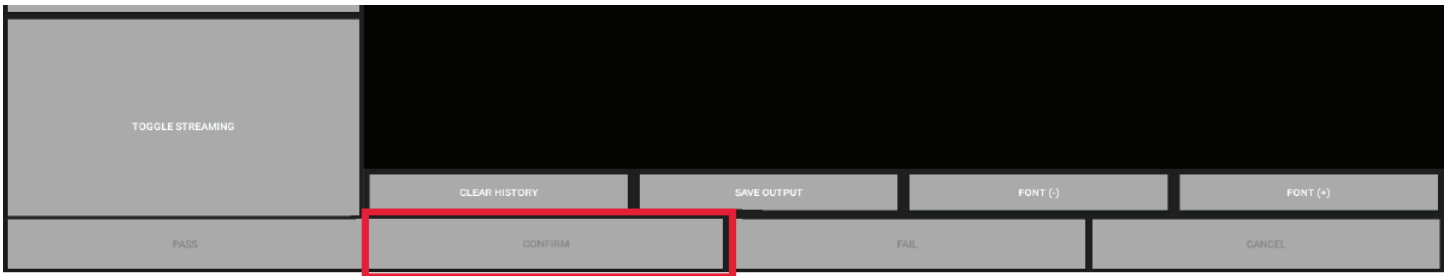 TOGGLE STREAMING
CLEAR HISTORY SAVE OUTPUT FONT (-) FONT (+)
PASS CONFIRM FAIL CANCEL